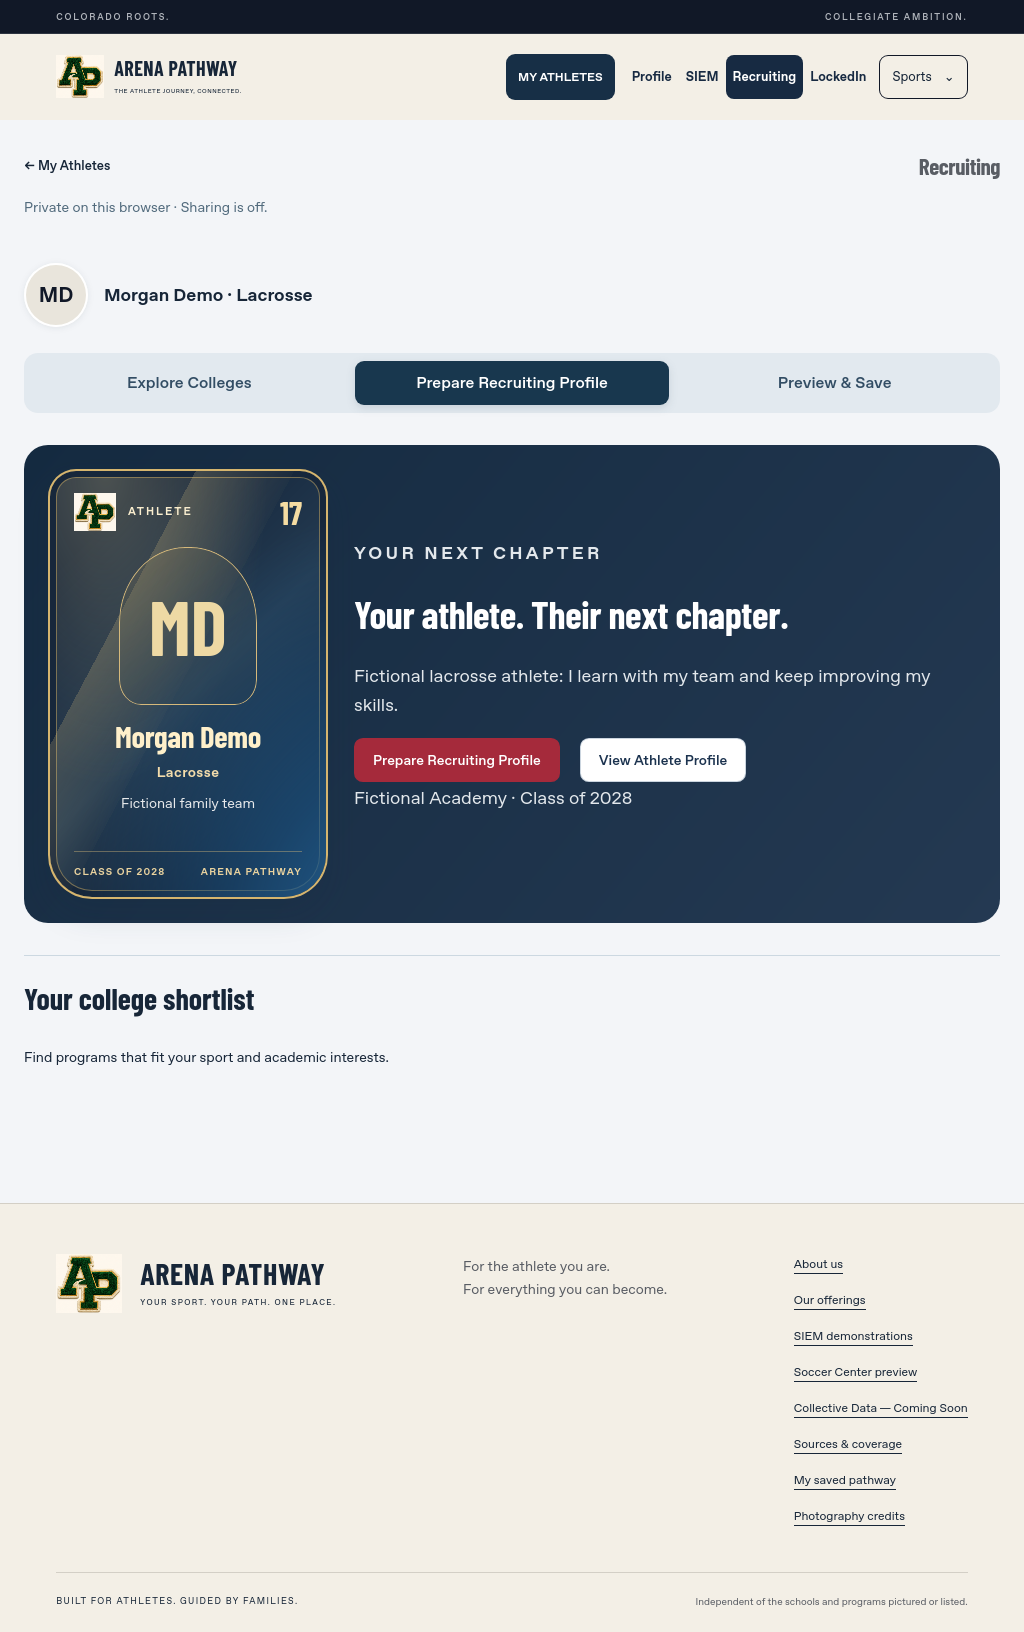 COLORADO ROOTS.
COLLEGIATE AMBITION.
AP
ARENA PATHWAY
THE ATHLETE JOURNEY, CONNECTED.
MY ATHLETES
Profile
SIEM
Recruiting
LockedIn
Sports
← My Athletes
Recruiting
Private on this browser · Sharing is off.
MD
Morgan Demo · Lacrosse
Explore Colleges
Prepare Recruiting Profile
Preview & Save
AP
ATHLETE
17
MD
Morgan Demo
Lacrosse
Fictional family team
CLASS OF 2028
ARENA PATHWAY
YOUR NEXT CHAPTER
Your athlete. Their next chapter.
Fictional lacrosse athlete: I learn with my team and keep improving my
skills.
Prepare Recruiting Profile
View Athlete Profile
Fictional Academy · Class of 2028
Your college shortlist
Find programs that fit your sport and academic interests.
AP
ARENA PATHWAY
YOUR SPORT. YOUR PATH. ONE PLACE.
For the athlete you are.
For everything you can become.
About us
Our offerings
SIEM demonstrations
Soccer Center preview
Collective Data — Coming Soon
Sources & coverage
My saved pathway
Photography credits
BUILT FOR ATHLETES. GUIDED BY FAMILIES.
Independent of the schools and programs pictured or listed.